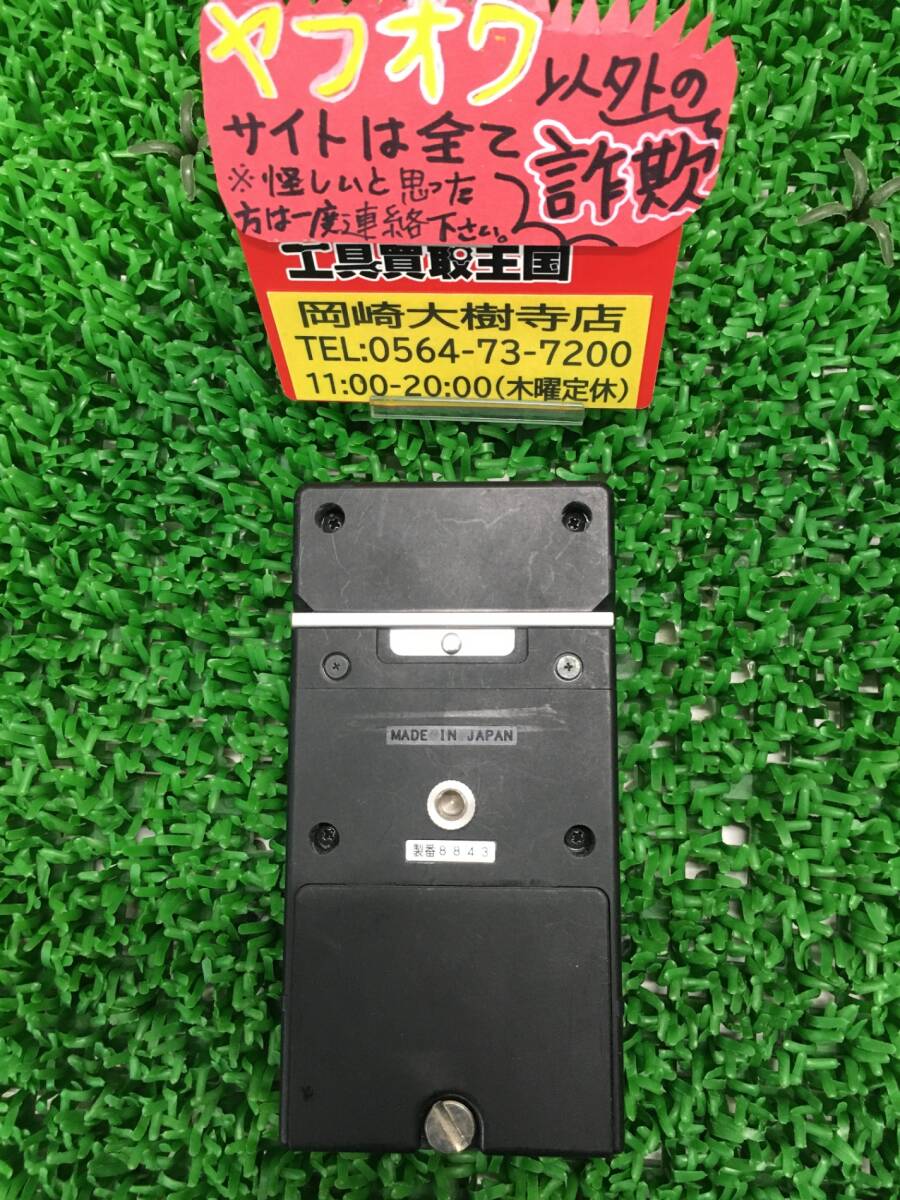 ヤフオク以外の
サイトは全て詐欺
※怪しいと思った
方は一度連絡下さい。
工具買取王国
岡崎大樹寺店
TEL:0564-73-7200
11:00-20:00(木曜定休)
MADE IN JAPAN
製番8843